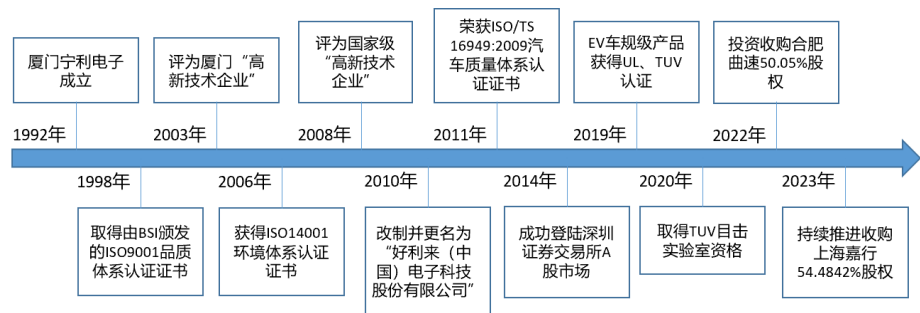 厦门宁利电子
成立
评为厦门“高
新技术企业”
评为国家级
“高新技术
企业”
荣获ISO/TS
16949:2009汽
车质量体系认
证证书
EV车规级产品
获得UL、TUV
认证
投资收购合肥
曲速50.05%股
权
1992年
2003年
2008年
2011年
2019年
2022年
1998年
2006年
2010年
2014年
2020年
2023年
取得由BSI颁发
的ISO9001品质
体系认证证书
获得ISO14001
环境体系认证
证书
改制并更名为
“好利来（中
国）电子科技
股份有限公司”
成功登陆深圳
证券交易所A
股市场
取得TUV目击
实验室资格
持续推进收购
上海嘉行
54.4842%股权